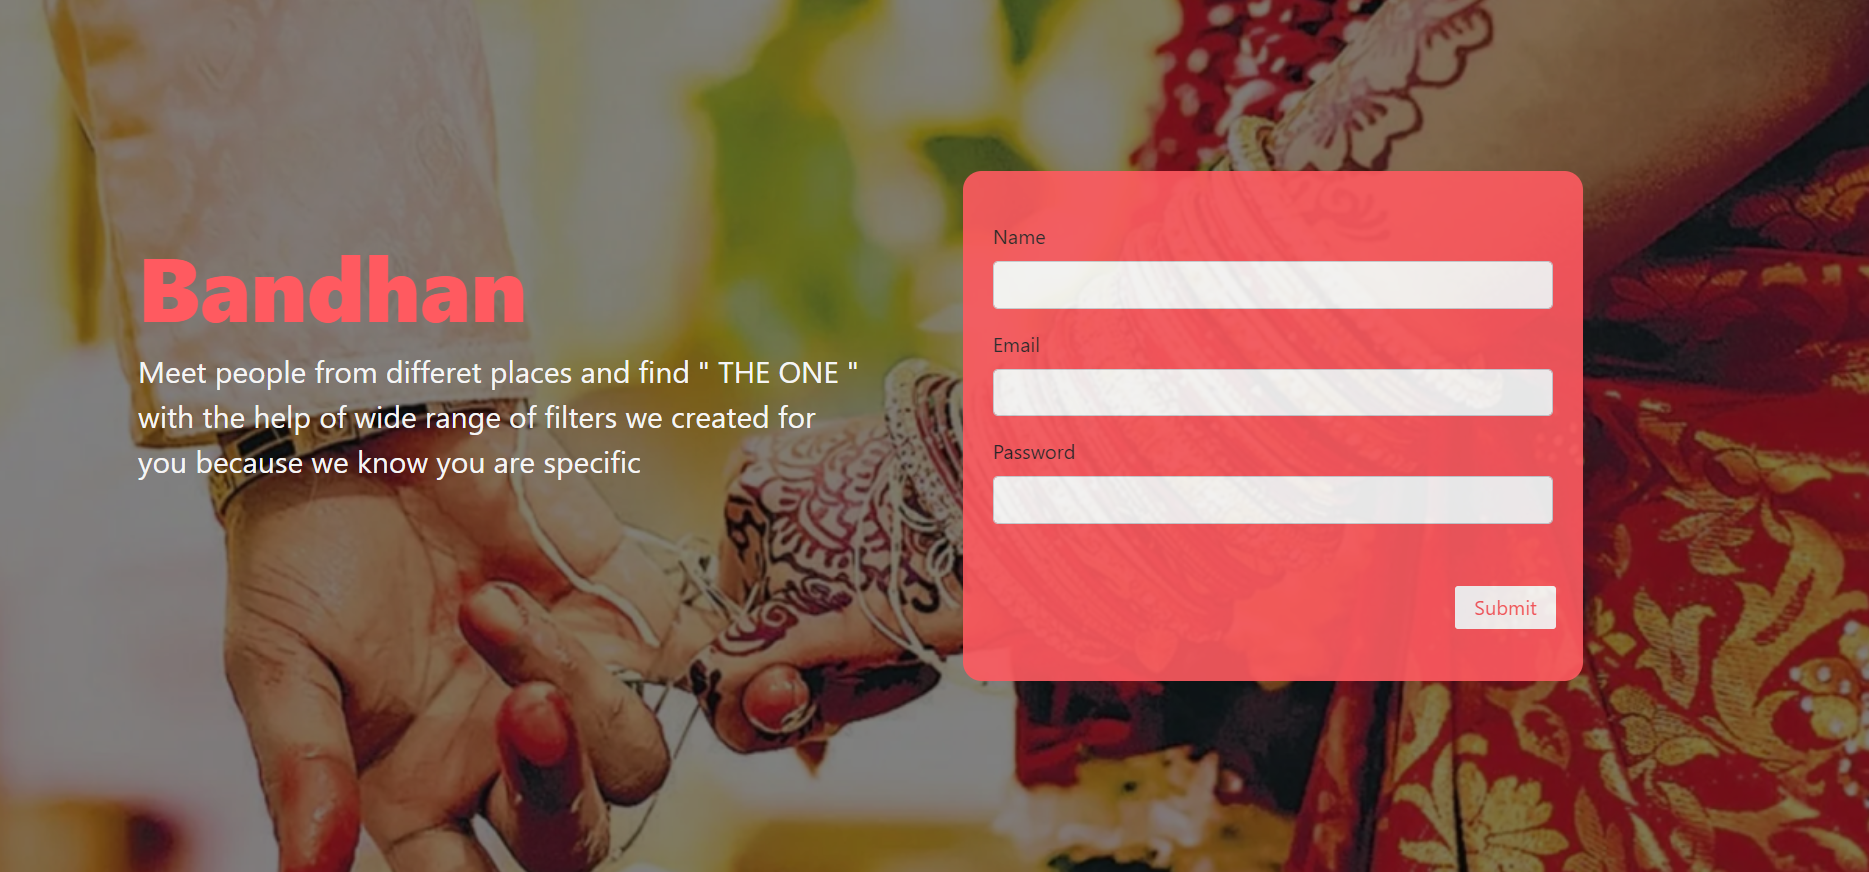 Bandhan
Meet people from differet places and find " THE ONE "
with the help of wide range of filters we created for
you because we know you are specific
Name
Email
Password
Submit